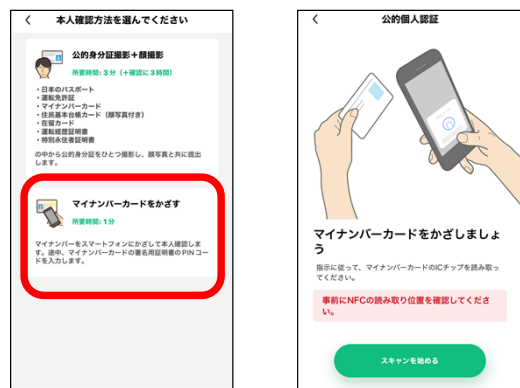 本人確認方法を選んでください
公的身分証撮影＋顔撮影
所要時間: 3分（＋確認に3時間）
・日本のパスポート
・運転免許証
・マイナンバーカード
・住民基本台帳カード（顔写真付き）
・在留カード
・運転経歴証明書
・特別永住者証明書
の中から公的身分証をひとつ撮影し、顔写真と共に提出
します。
マイナンバーカードをかざす
所要時間: 1分
マイナンバーをスマートフォンにかざして本人確認しま
す。途中、マイナンバーカードの署名用証明書のPINコー
ドを入力します。
公的個人認証
マイナンバーカードをかざしましょ
う
指示に従って、マイナンバーカードのICチップを読み取っ
てください。
事前にNFCの読み取り位置を確認してくださ
い。
スキャンを始める